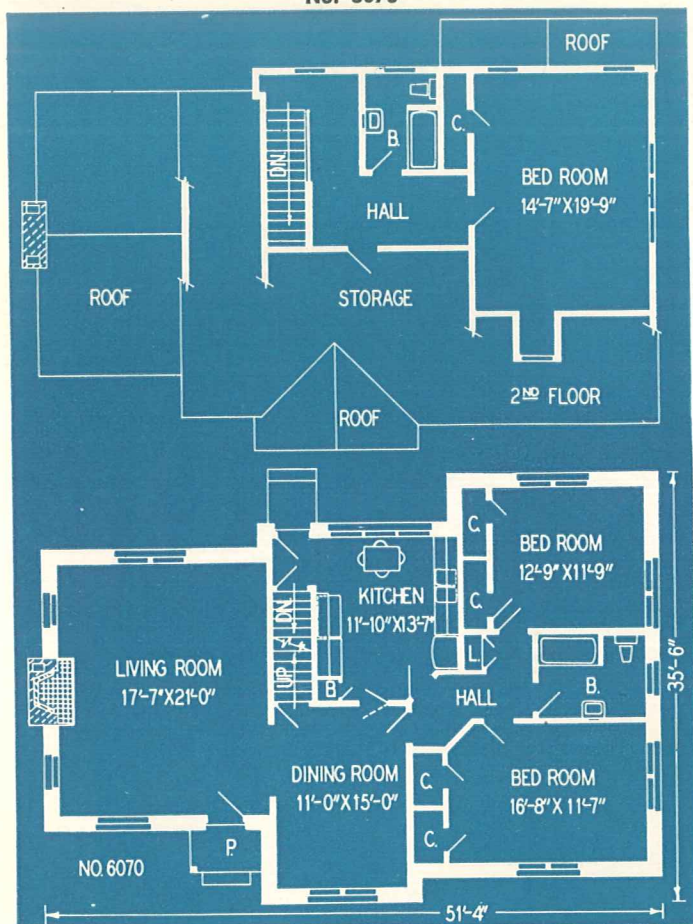 No. 6070
ROOF
DN.
B.
C.
BED ROOM
14'-7"X19'-9"
HALL
ROOF
STORAGE
ROOF
2ND FLOOR
C.
BED ROOM
12'-9"X11'-9"
KITCHEN
11'-10"X13'-7"
C.
DN.
UP
LIVING ROOM
17'-7"X21'-0"
B
L.
HALL
B.
35'-6"
DINING ROOM
11'-0"X15'-0"
C.
BED ROOM
16'-8"X11'-7"
C.
P.
NO. 6070
51'-4"